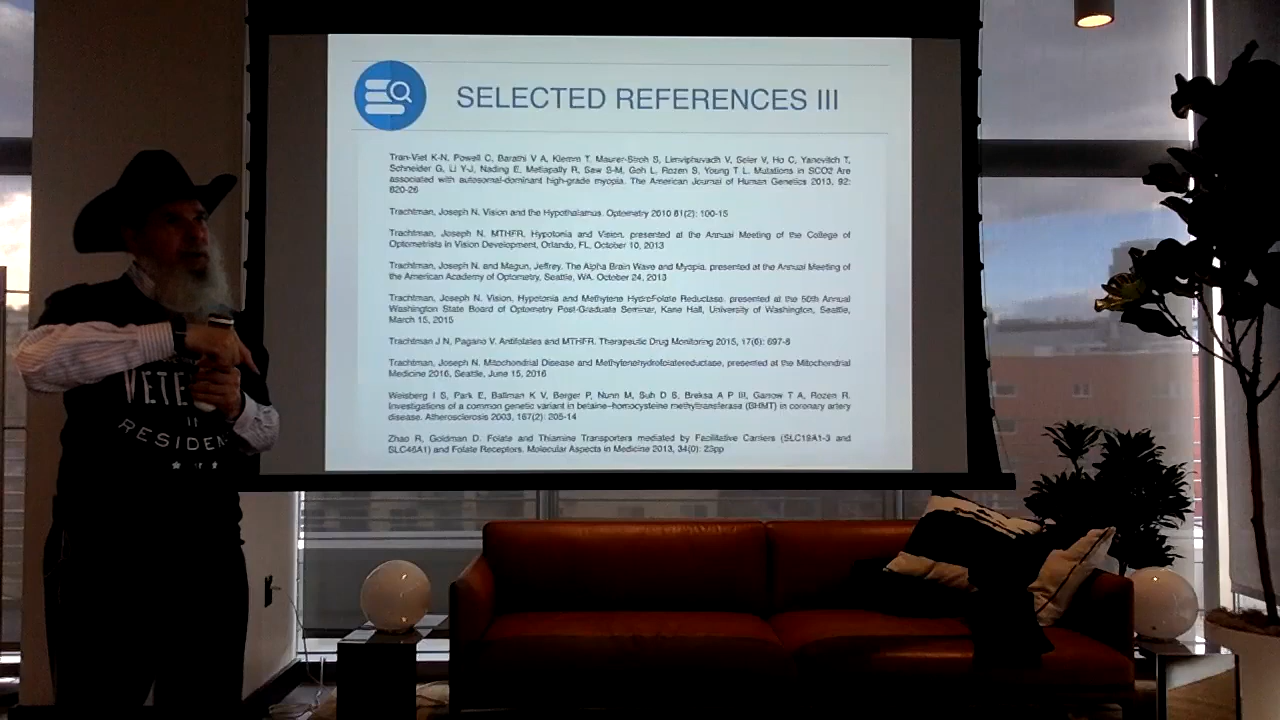 SELECTED REFERENCES III
Tran-Viet K-N, Powell C, Barathi V A, Klemm T, Maurer-Stroh S, Limviphuvadh V, Soler V, Ho C, Yanovitch T,
Schneider G, Li Y-J, Nading E, Metlapally R, Saw S-M, Goh L, Rozen S, Young T L. Mutations in SCO2 Are
associated with autosomal-dominant high-grade myopia. The American Journal of Human Genetics 2013, 92:
820-26
Trachtman, Joseph N. Vision and the Hypothalamus. Optometry 2010 81(2): 100-15
Trachtman, Joseph N. MTHFR, Hypotonia and Vision, presented at the Annual Meeting of the College of
Optometrists in Vision Development, Orlando, FL, October 10, 2013
Trachtman, Joseph N. and Magun, Jeffrey. The Alpha Brain Wave and Myopia. presented at the Annual Meeting of
the American Academy of Optometry, Seattle, WA. October 24, 2013
Trachtman, Joseph N. Vision, Hypotonia and Methylene HydroFolate Reductase, presented at the 50th Annual
Washington State Board of Optometry Post-Graduate Seminar, Kane Hall, University of Washington, Seattle,
March 15, 2015
Trachtman J N, Pagano V. Antifolates and MTHFR. Therapeutic Drug Monitoring 2015, 17(6): 697-8
Trachtman, Joseph N. Mitochondrial Disease and Methylenehydrofolatereductase, presented at the Mitochondrial
Medicine 2016, Seattle, June 15, 2016
Weisberg I S, Park E, Ballman K V, Berger P, Nunn M, Suh D S, Breksa A P III, Garrow T A, Rozen R.
Investigations of a common genetic variant in betaine–homocysteine methyltransferase (BHMT) in coronary artery
disease. Atherosclerosis 2003, 167(2): 205-14
Zhao R, Goldman D. Folate and Thiamine Transporters mediated by Facilitative Carriers (SLC19A1-3 and
SLC46A1) and Folate Receptors. Molecular Aspects in Medicine 2013, 34(0): 23pp
VETE
IN
RESIDEN